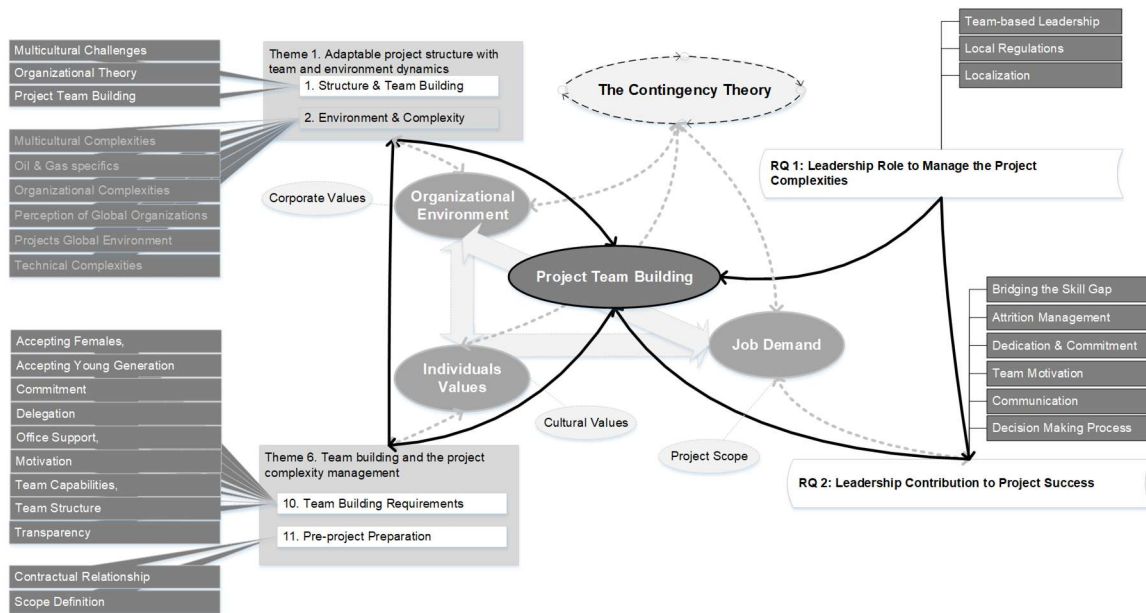 Multicultural Challenges
Organizational Theory
Project Team Building
Multicultural Complexities
Oil & Gas specifics
Organizational Complexities
Perception of Global Organizations
Projects Global Environment
Technical Complexities
Accepting Females,
Accepting Young Generation
Commitment
Delegation
Office Support,
Motivation
Team Capabilities,
Team Structure
Transparency
Contractual Relationship
Scope Definition
Theme 1. Adaptable project structure with
team and environment dynamics
1. Structure & Team Building
2. Environment & Complexity
Corporate Values
Organizational
Environment
The Contingency Theory
Project Team Building
Individuals
Values
Job Demand
Cultural Values
Project Scope
Theme 6. Team building and the project
complexity management
10. Team Building Requirements
11. Pre-project Preparation
Team-based Leadership
Local Regulations
Localization
RQ 1: Leadership Role to Manage the Project
Complexities
Bridging the Skill Gap
Attrition Management
Dedication & Commitment
Team Motivation
Communication
Decision Making Process
RQ 2: Leadership Contribution to Project Success